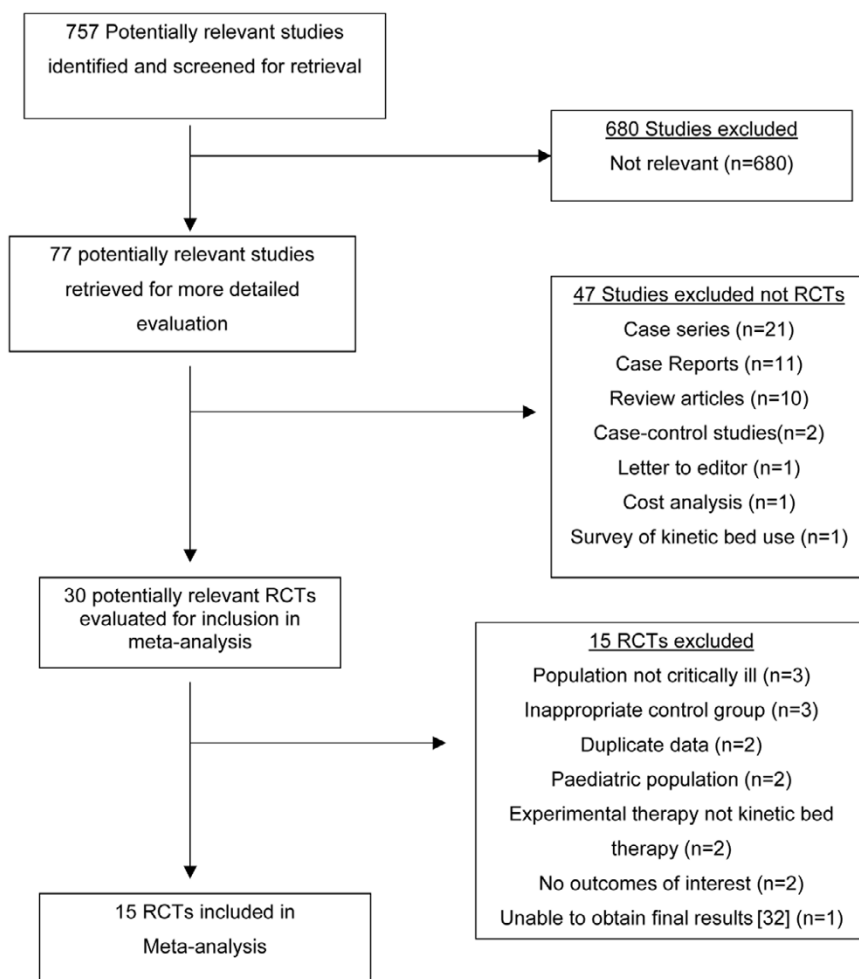 757 Potentially relevant studies
identified and screened for retrieval
680 Studies excluded
Not relevant (n=680)
77 potentially relevant studies
retrieved for more detailed
evaluation
47 Studies excluded not RCTs
Case series (n=21)
Case Reports (n=11)
Review articles (n=10)
Case-control studies(n=2)
Letter to editor (n=1)
Cost analysis (n=1)
Survey of kinetic bed use (n=1)
30 potentially relevant RCTs
evaluated for inclusion in
meta-analysis
15 RCTs excluded
Population not critically ill (n=3)
Inappropriate control group (n=3)
Duplicate data (n=2)
Paediatric population (n=2)
Experimental therapy not kinetic bed
therapy (n=2)
No outcomes of interest (n=2)
Unable to obtain final results [32] (n=1)
15 RCTs included in
Meta-analysis